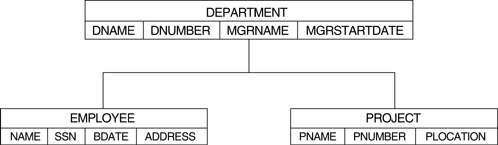 DEPARTMENT
DNAME DNUMBER MGRNAME MGRSTARTDATE
EMPLOYEE
NAME SSN BDATE ADDRESS
PROJECT
PNAME PNUMBER PLOCATION